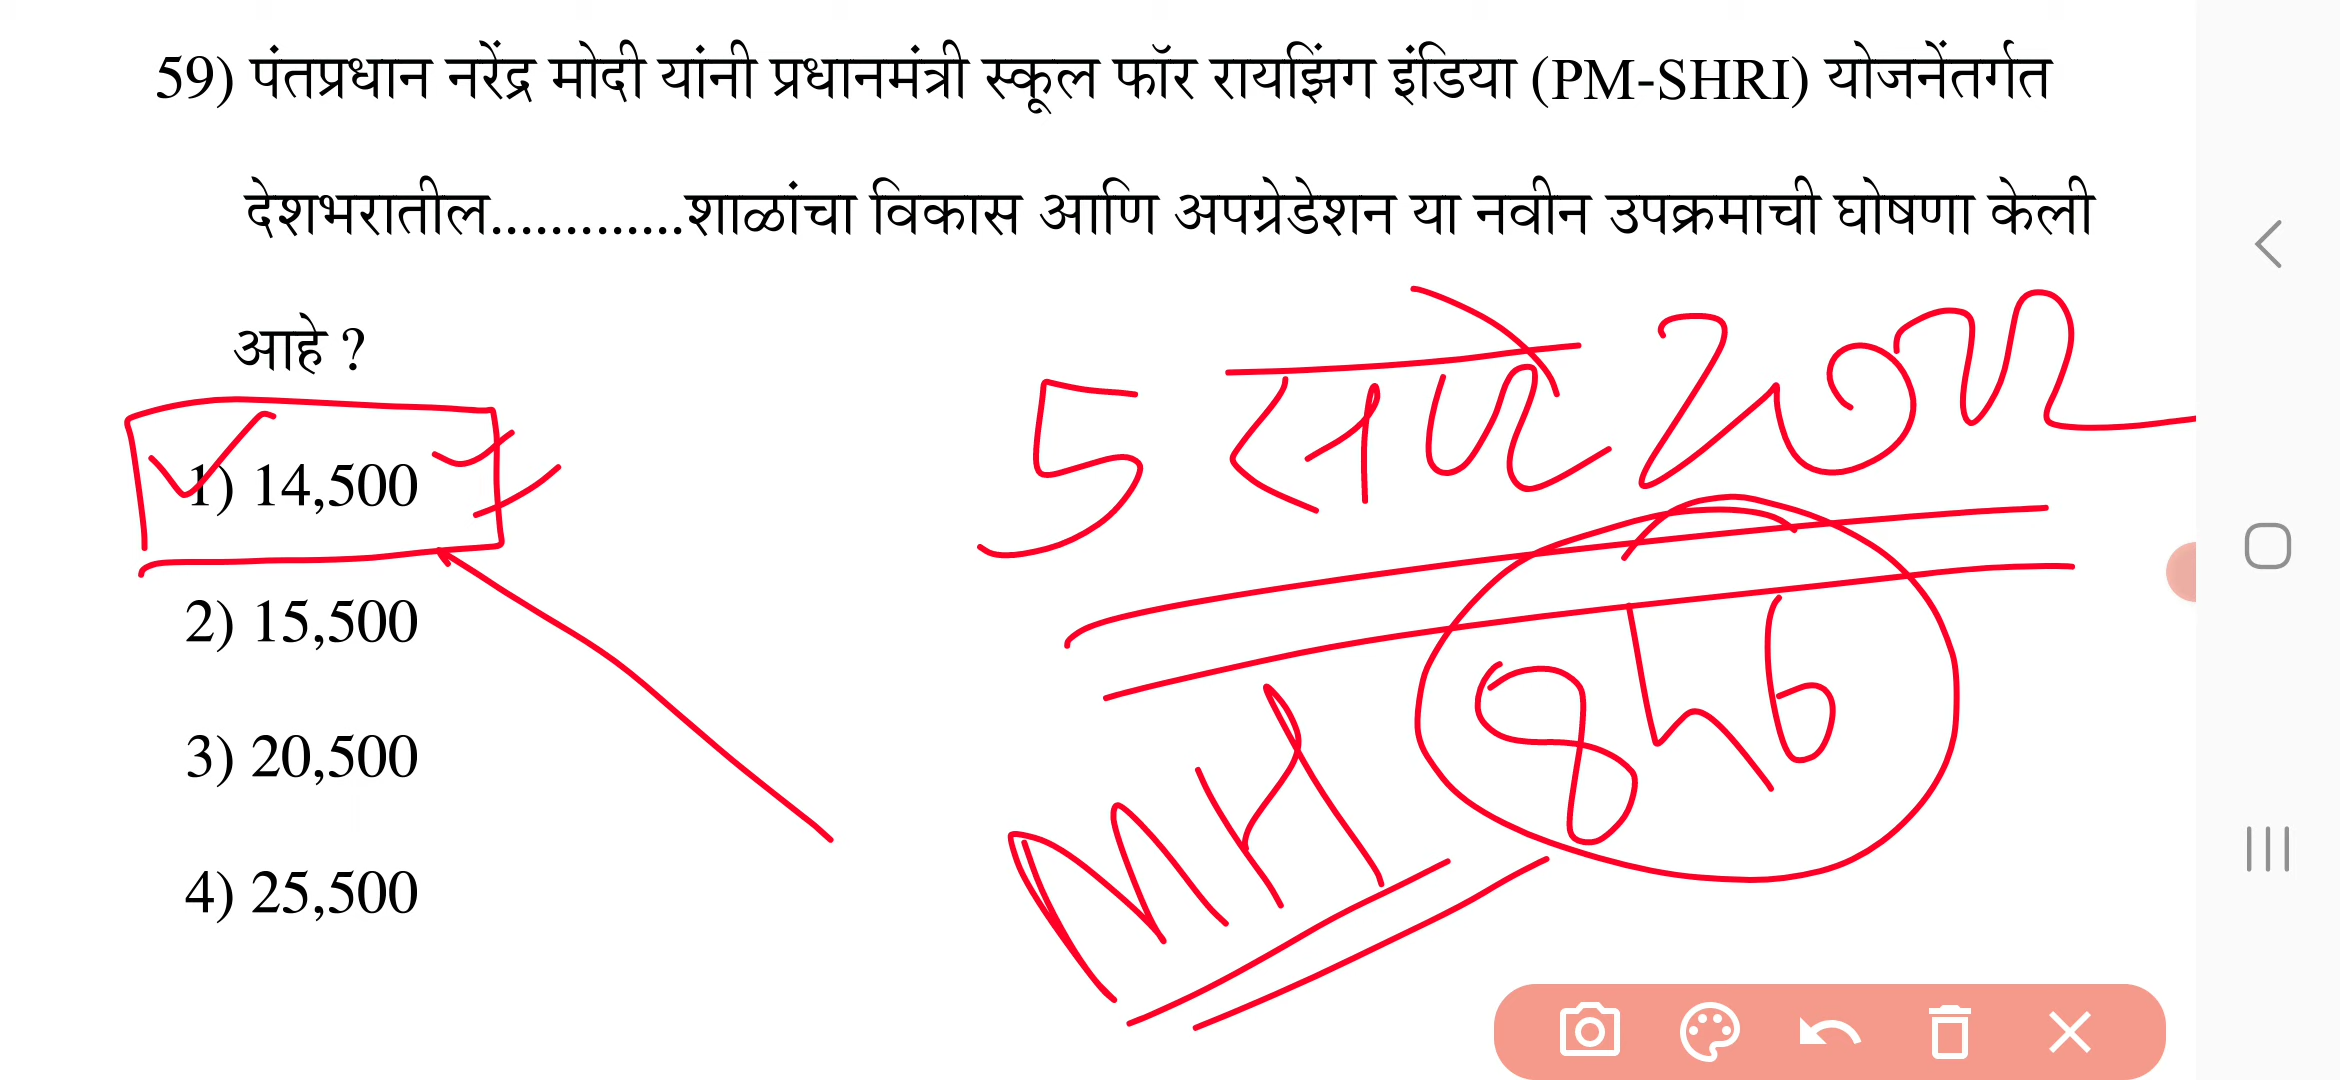 59) पंतप्रधान नरेंद्र मोदी यांनी प्रधानमंत्री स्कूल फॉर रायझिंग इंडिया (PM-SHRI) योजनेंतर्गत
देशभरातील.............शाळांचा विकास आणि अपग्रेडेशन या नवीन उपक्रमाची घोषणा केली
आहे ?
5 सप्टें 2022
1) 14,500
2) 15,500
MH 846
3) 20,500
4) 25,500